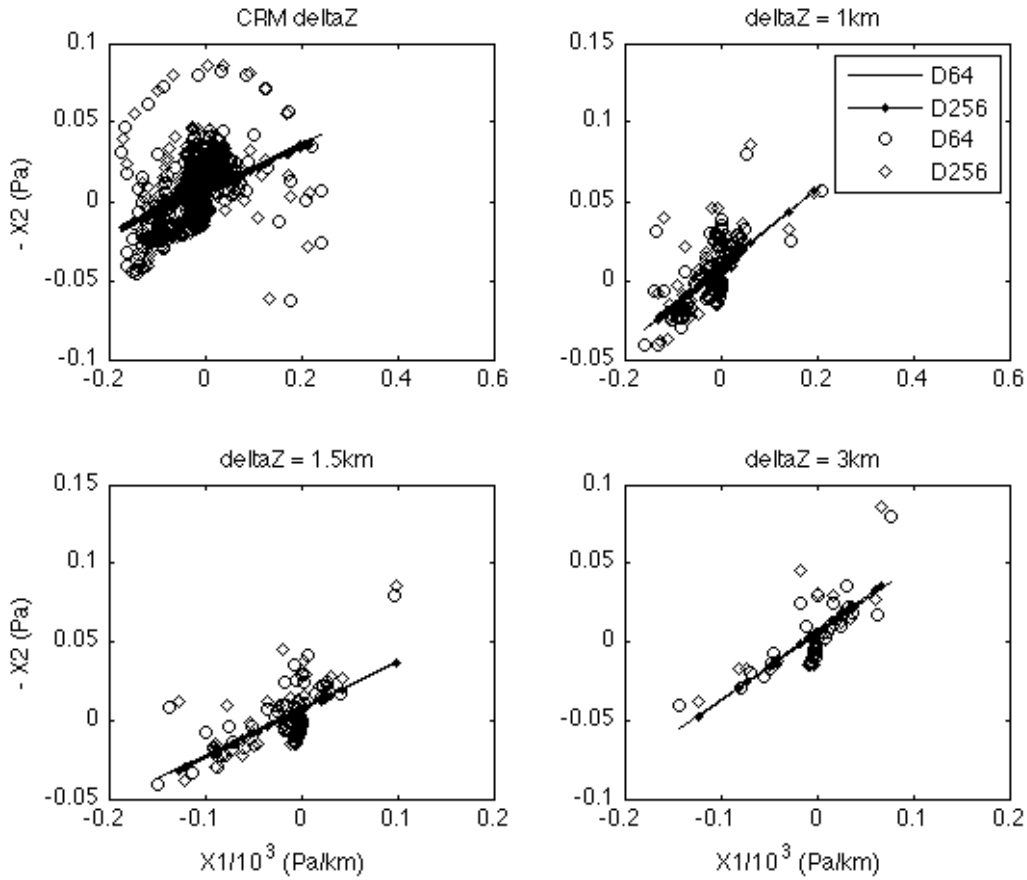 CRM deltaZ
0.1
0.05
0
-0.05
-0.1
-0.2 0 0.2 0.4 0.6
- X2 (Pa)
deltaZ = 1km
0.15
0.1
0.05
0
-0.05
-0.2 0 0.2 0.4 0.6
D64
D256
D64
D256
deltaZ = 1.5km
0.15
0.1
0.05
0
-0.05
-0.2 -0.1 0 0.1 0.2
- X2 (Pa)
X1/10^3 (Pa/km)
deltaZ = 3km
0.1
0.05
0
-0.05
-0.1
-0.2 -0.1 0 0.1 0.2
X1/10^3 (Pa/km)